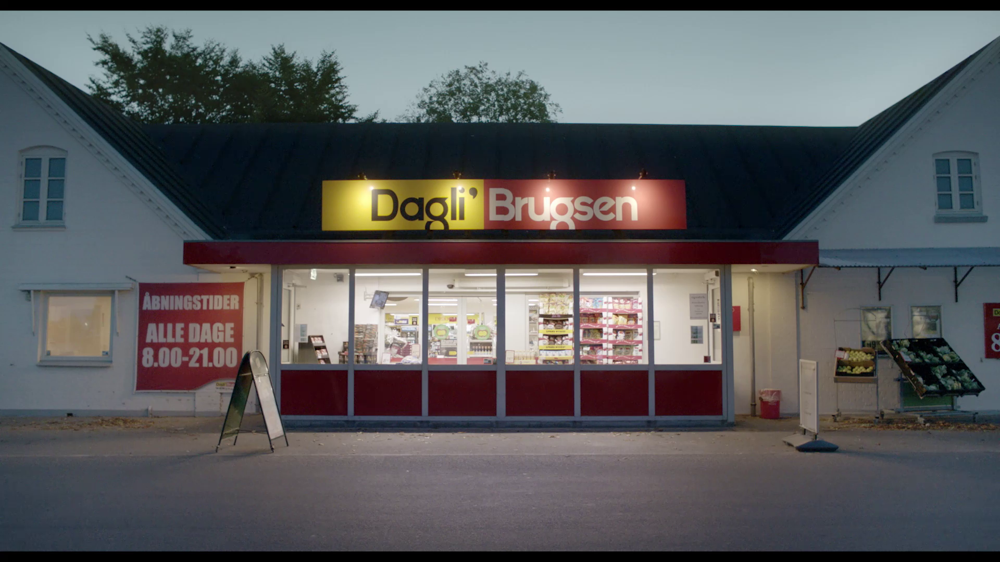 Dagli' Brugsen
ÅBNINGSTIDER
ALLE DAGE
8.00-21.00